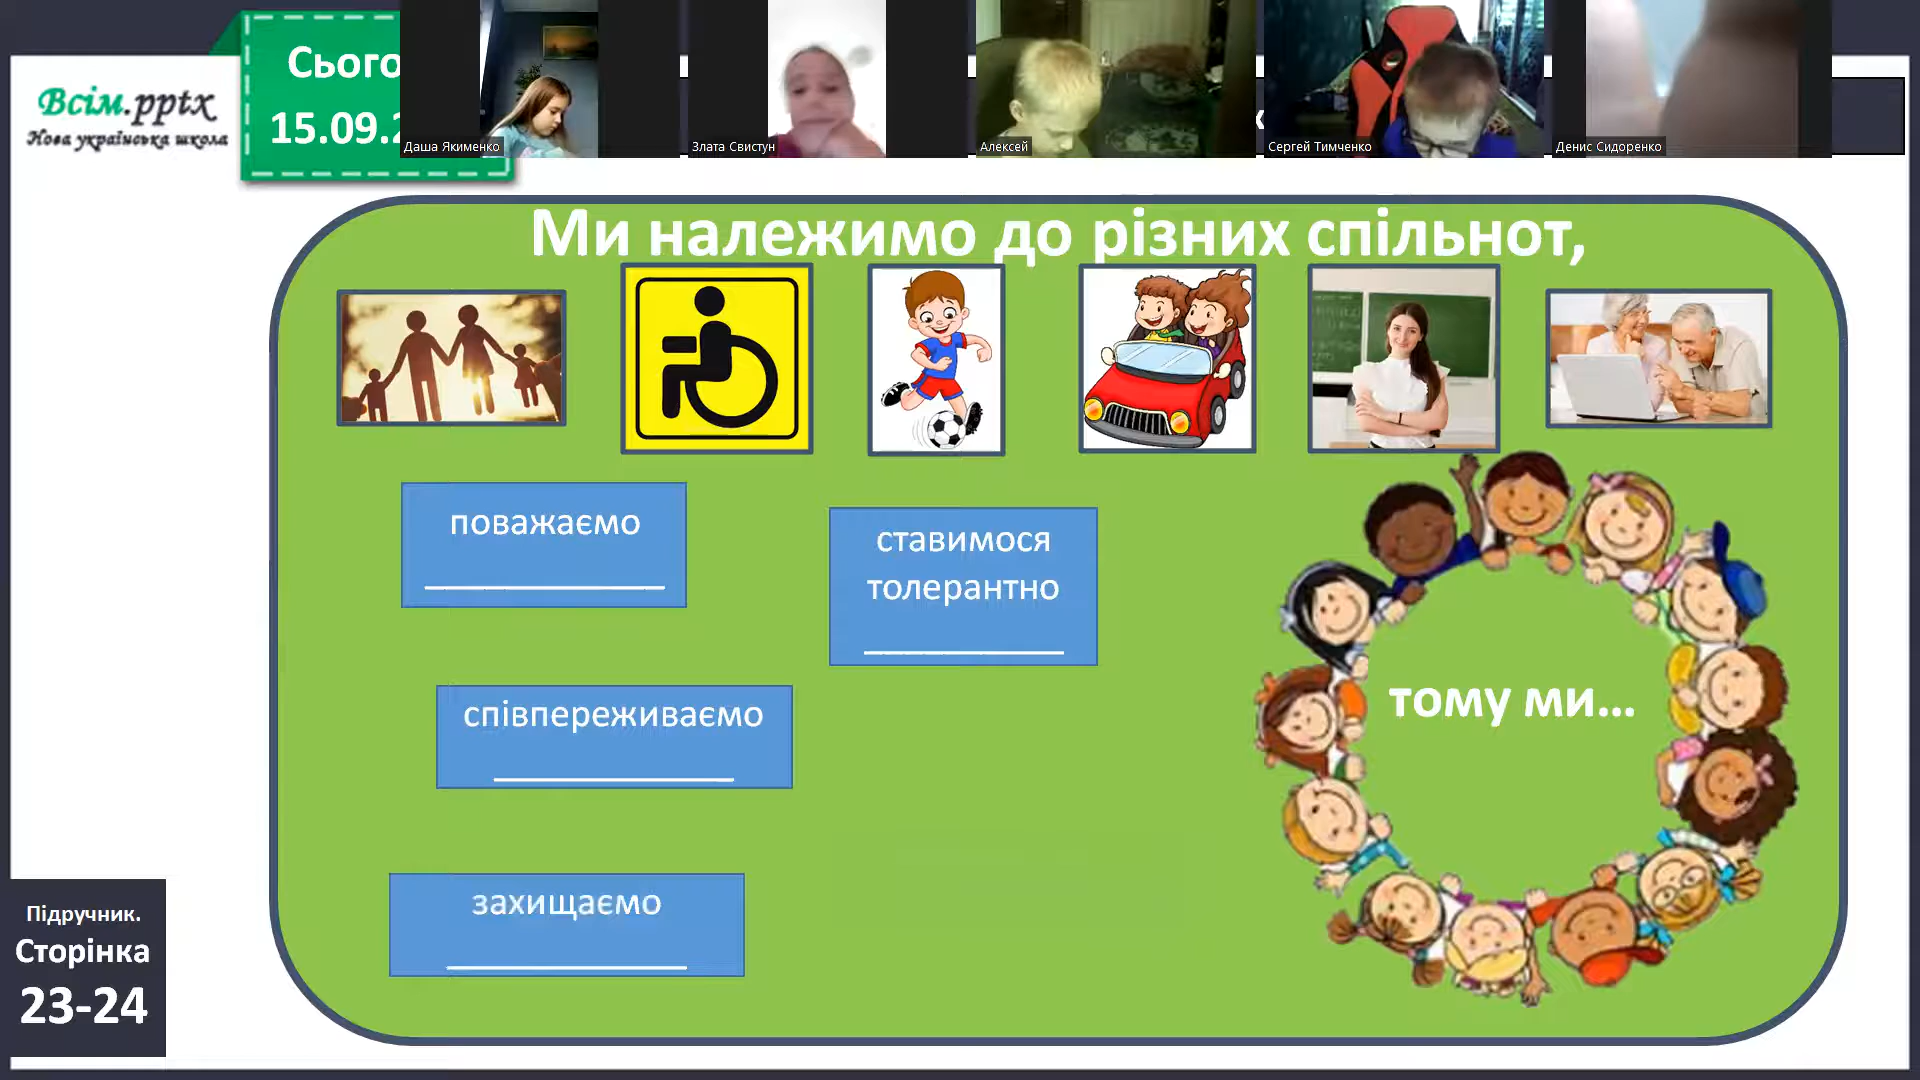 Всім.pptx
Нова українська школа
Сього
15.09.2
Даша Якименко
Злата Свистун
Алексей
Сергей Тимченко
Денис Сидоренко
Ми належимо до різних спільнот,
поважаємо
ставимося
толерантно
співпереживаємо
тому ми...
захищаємо
Підручник.
Сторінка
23-24